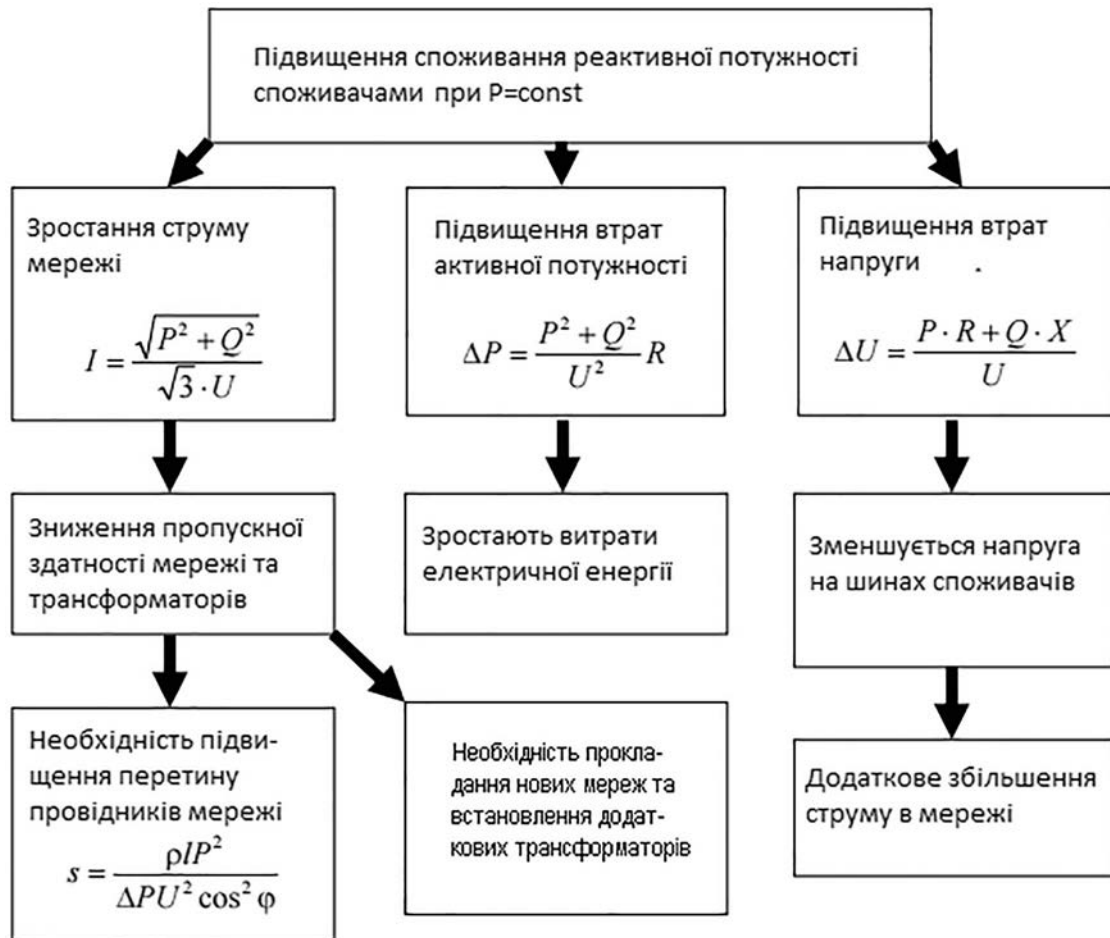 Підвищення споживання реактивної потужності
споживачами при P=const
Зростання струму
мережі
I = √(P² + Q²) / (√3 · U)
Підвищення втрат
активної потужності
ΔP = (P² + Q²) / U² R
Підвищення втрат
напруги .
ΔU = (P · R + Q · X) / U
Зниження пропускної
здатності мережі та
трансформаторів
Зростають витрати
електричної енергії
Зменшується напруга
на шинах споживачів
Необхідність підви-
щення перетину
провідників мережі
s = ρlP² / (ΔPU² cos² φ)
Необхідність прокла-
дання нових мереж та
встановлення додат-
кових трансформаторів
Додаткове збільшення
струму в мережі